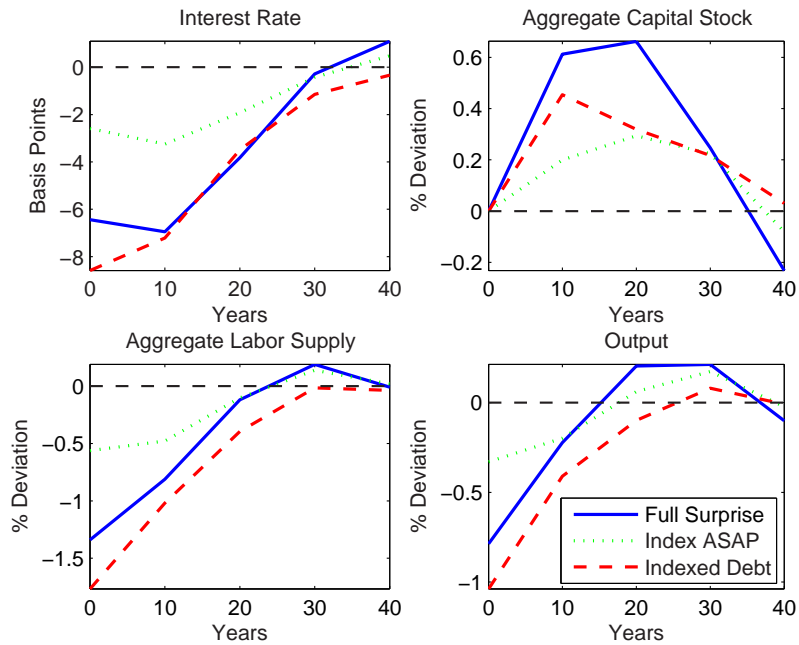 Interest Rate
Basis Points
0
−2
−4
−6
−8
0 10 20 30 40
Years
Aggregate Capital Stock
% Deviation
0.6
0.4
0.2
0
−0.2
0 10 20 30 40
Years
Aggregate Labor Supply
% Deviation
0
−0.5
−1
−1.5
0 10 20 30 40
Years
Output
% Deviation
0
−0.5
−1
0 10 20 30 40
Years
Full Surprise
Index ASAP
Indexed Debt